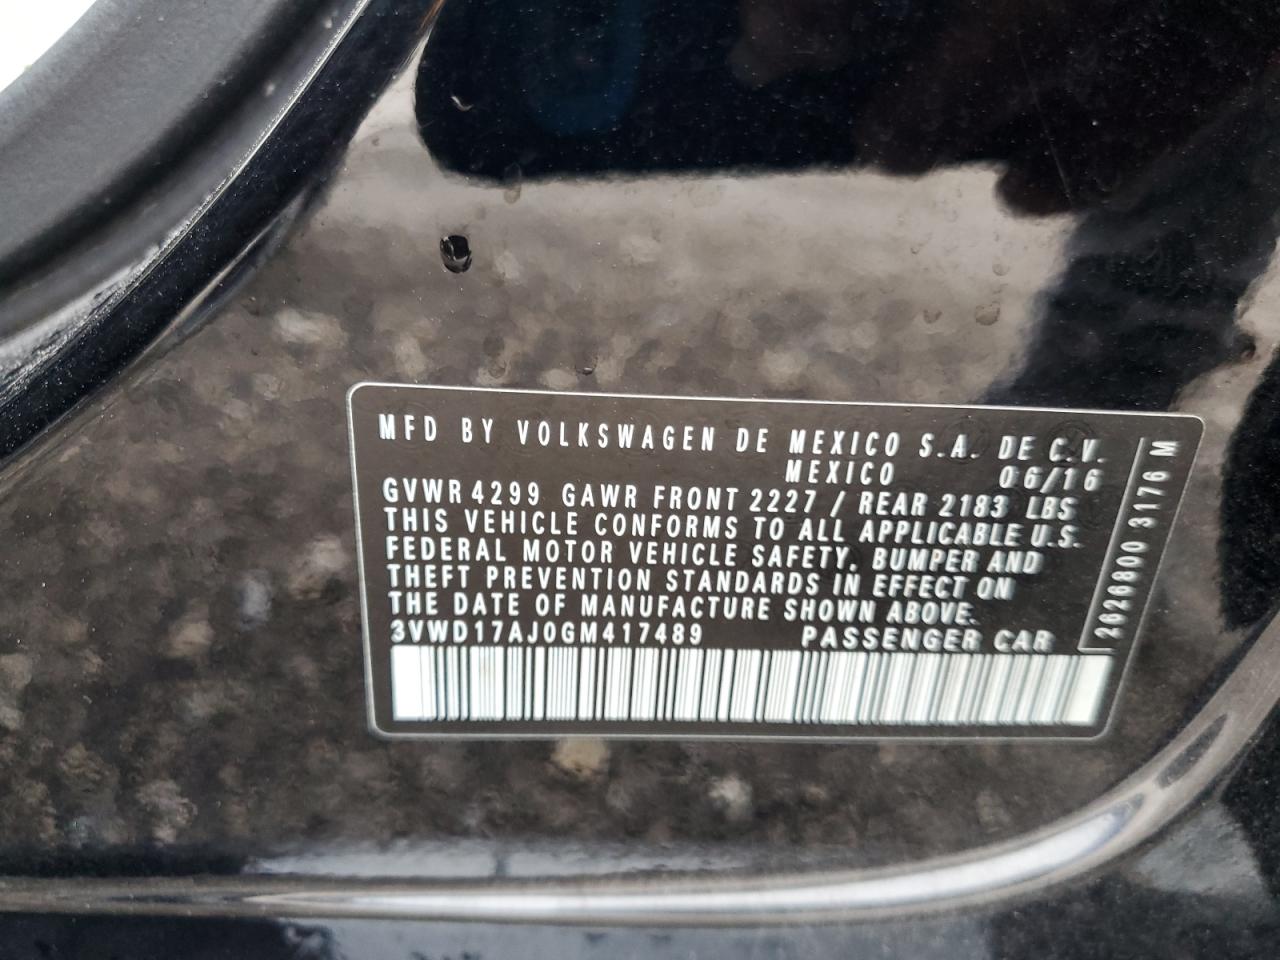 MFD BY VOLKSWAGEN DE MEXICO S.A. DE C.V.
MEXICO 06/16
GVWR 4299 GAWR FRONT 2227 / REAR 2183 LBS
THIS VEHICLE CONFORMS TO ALL APPLICABLE U.S.
FEDERAL MOTOR VEHICLE SAFETY, BUMPER AND
THEFT PREVENTION STANDARDS IN EFFECT ON
THE DATE OF MANUFACTURE SHOWN ABOVE.
3VWD17AJ0GM417489 PASSENGER CAR
2626800 3176 M